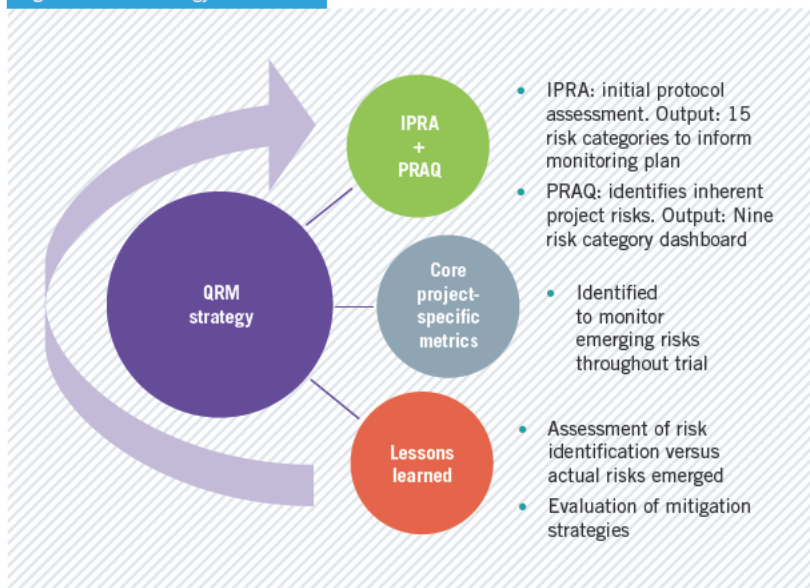 IPRA
+
PRAQ
• IPRA: initial protocol
assessment. Output: 15
risk categories to inform
monitoring plan
• PRAQ: identifies inherent
project risks. Output: Nine
risk category dashboard
QRM
strategy
Core
project-
specific
metrics
• Identified
to monitor
emerging risks
throughout trial
Lessons
learned
• Assessment of risk
identification versus
actual risks emerged
• Evaluation of mitigation
strategies